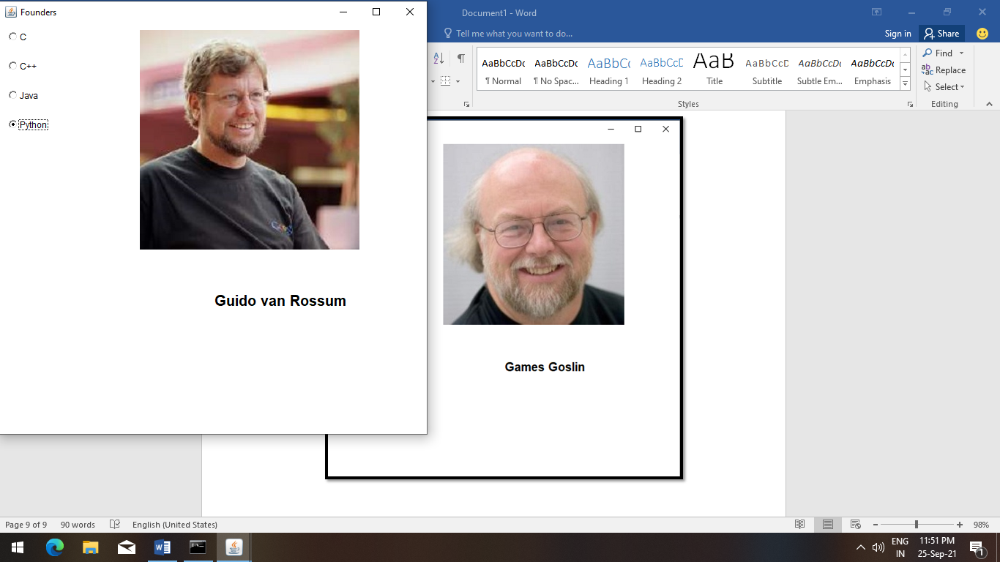 Founders
C
C++
Java
Python
Guido van Rossum
Document1 - Word
Tell me what you want to do...
Sign in
Share
AaBbCcDc
¶ Normal
AaBbCcDc
¶ No Spac...
AaBbCc
Heading 1
AaBbCcD
Heading 2
AaB
Title
AaBbCcD
Subtitle
AaBbCcDc
Subtle Em...
AaBbCcDc
Emphasis
Styles
Find
Replace
Select
Editing
Games Goslin
Page 9 of 9
90 words
English (United States)
98%
ENG
IN
11:51 PM
25-Sep-21
1